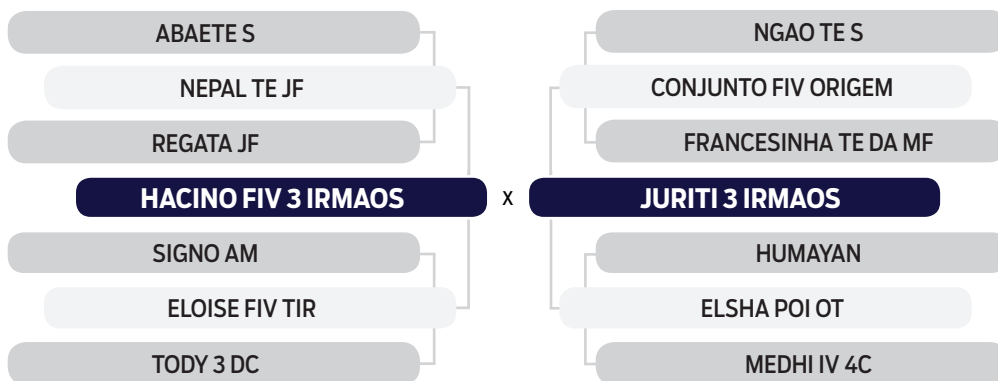 ABAETE S
NGAO TE S
NEPAL TE JF
CONJUNTO FIV ORIGEM
REGATA JF
FRANCESINHA TE DA MF
HACINO FIV 3 IRMAOS x JURITI 3 IRMAOS
SIGNO AM
HUMAYAN
ELOISE FIV TIR
ELSHA POI OT
TODY 3 DC
MEDHI IV 4C